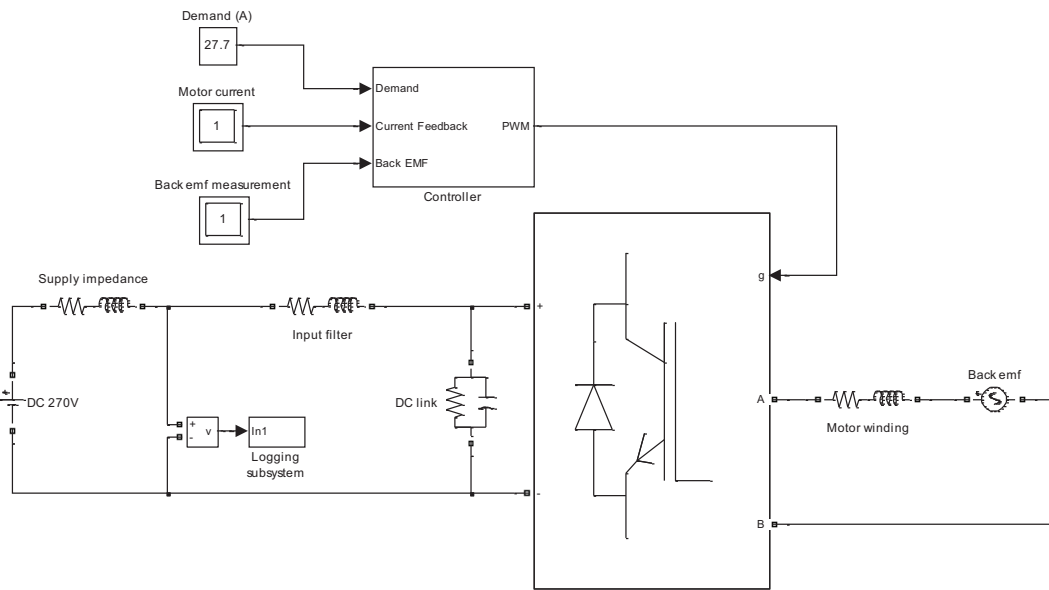 Demand (A)
27.7
Motor current
1
Back emf measurement
1
Demand
Current Feedback
Back EMF
PWM
Controller
Supply impedance
Input filter
DC 270V
DC link
+
-
v
In1
Logging
subsystem
+
-
g
A
B
Motor winding
Back emf
+
+